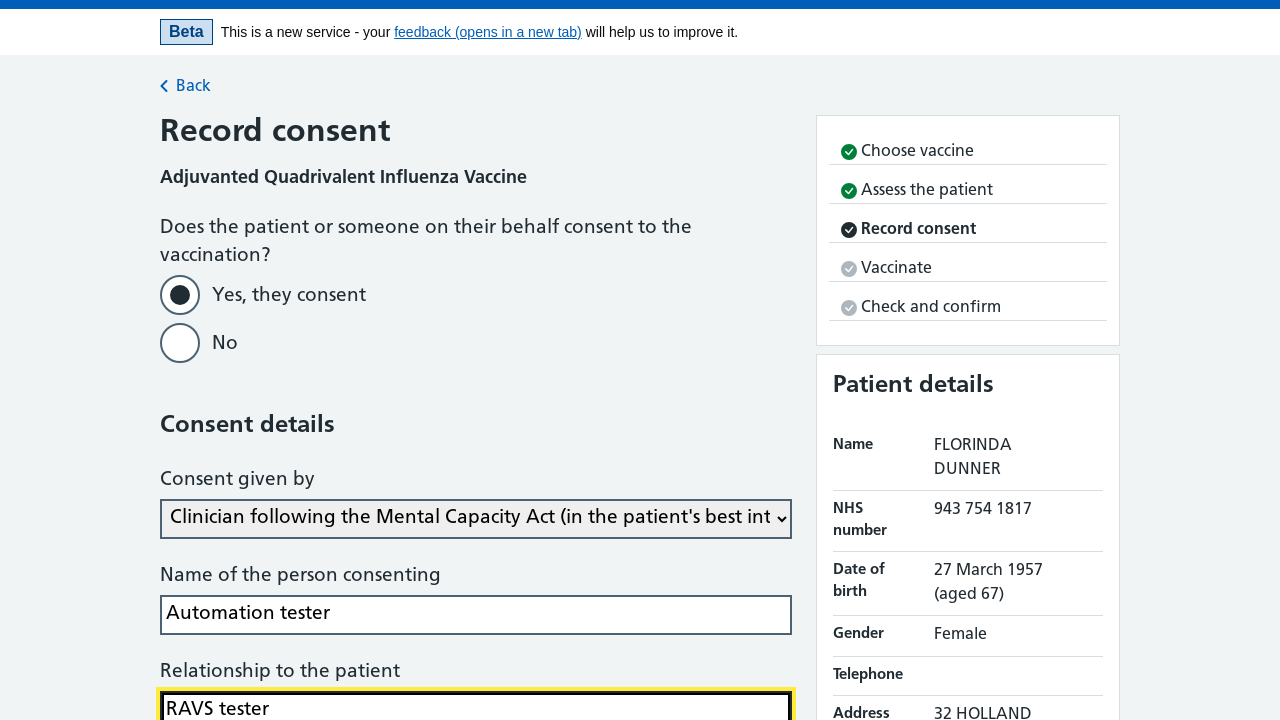 Beta This is a new service - your feedback (opens in a new tab) will help us to improve it.
Back
Record consent
Adjuvanted Quadrivalent Influenza Vaccine
Does the patient or someone on their behalf consent to the
vaccination?
Yes, they consent
No
Consent details
Consent given by
Clinician following the Mental Capacity Act (in the patient's best int
Name of the person consenting
Automation tester
Relationship to the patient
RAVS tester
Choose vaccine
Assess the patient
Record consent
Vaccinate
Check and confirm
Patient details
Name FLORINDA
DUNNER
NHS 943 754 1817
number
Date of 27 March 1957
birth (aged 67)
Gender Female
Telephone
Address 32 HOLLAND